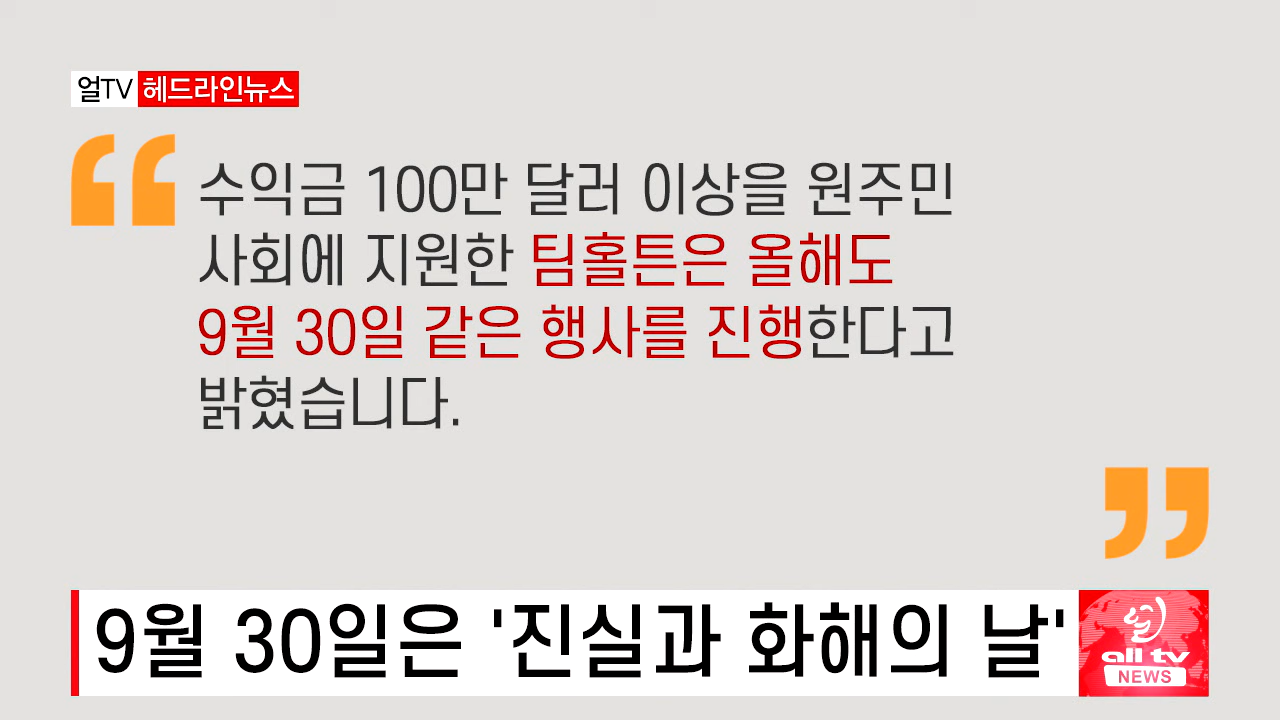 얼TV 헤드라인뉴스
수익금 100만 달러 이상을 원주민
사회에 지원한 팀홀튼은 올해도
9월 30일 같은 행사를 진행한다고
밝혔습니다.
9월 30일은 '진실과 화해의 날'
얼
all tv
NEWS